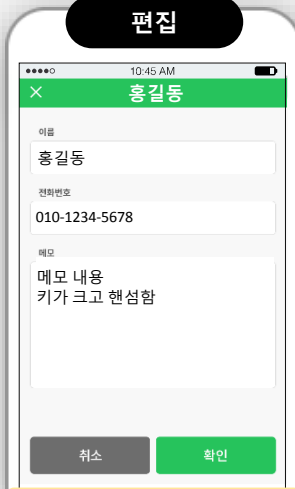 편집
10:45 AM
홍길동
이름
홍길동
전화번호
010-1234-5678
메모
메모 내용
키가 크고 핸섬함
취소
확인